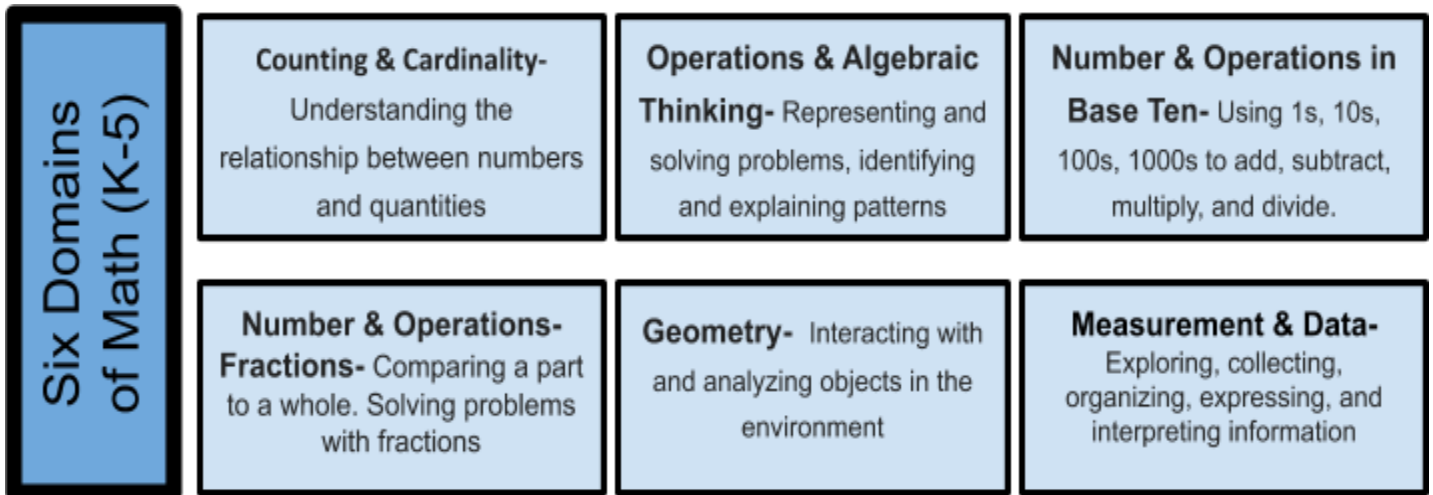 Six Domains
of Math (K-5)
Counting & Cardinality-
Understanding the
relationship between numbers
and quantities
Operations & Algebraic
Thinking- Representing and
solving problems, identifying
and explaining patterns
Number & Operations in
Base Ten- Using 1s, 10s,
100s, 1000s to add, subtract,
multiply, and divide.
Number & Operations-
Fractions- Comparing a part
to a whole. Solving problems
with fractions
Geometry- Interacting with
and analyzing objects in the
environment
Measurement & Data-
Exploring, collecting,
organizing, expressing, and
interpreting information